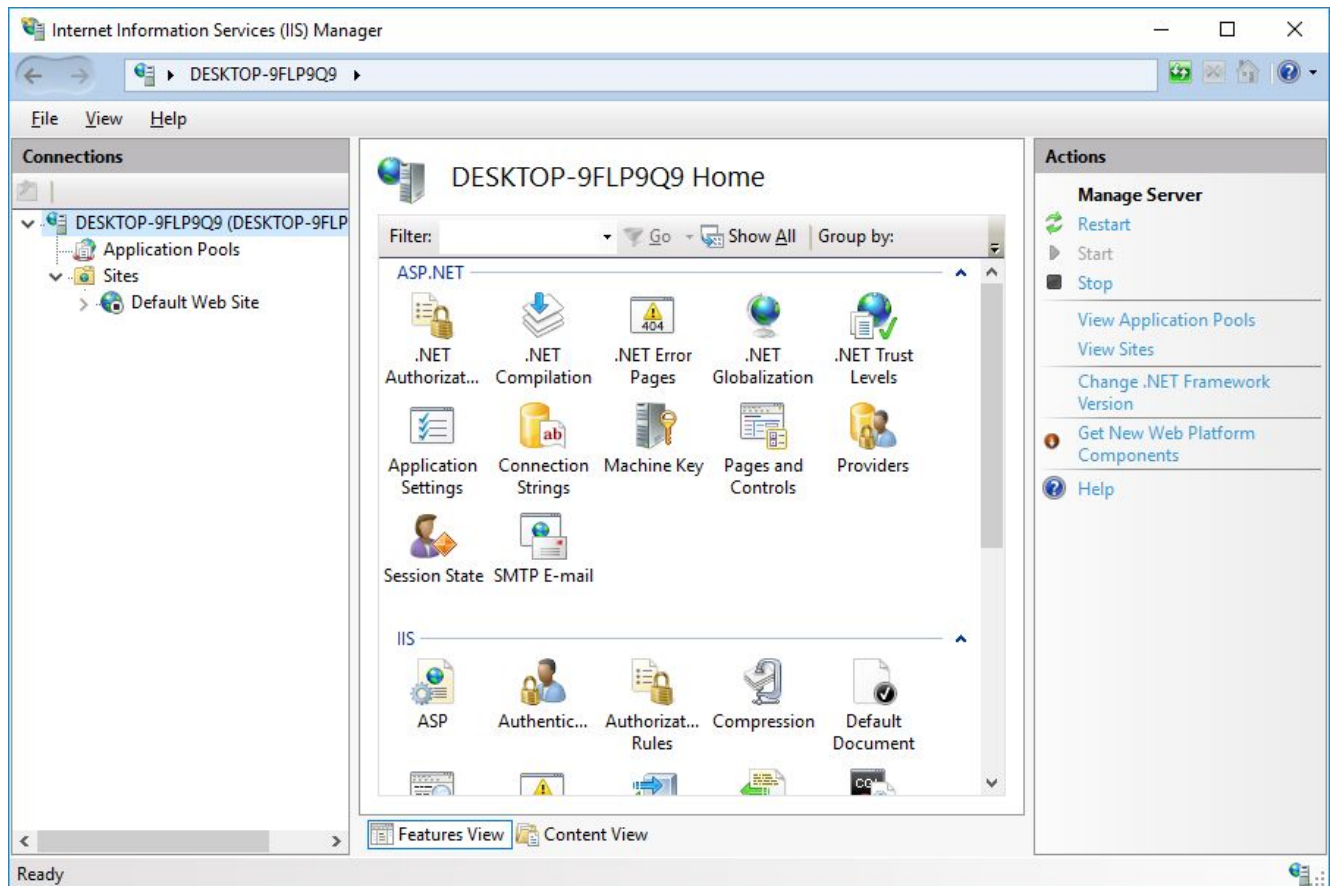 Internet Information Services (IIS) Manager
DESKTOP-9FLP9Q9
File View Help
Connections
DESKTOP-9FLP9Q9 (DESKTOP-9FLP
Application Pools
Sites
Default Web Site
DESKTOP-9FLP9Q9 Home
Filter: Go Show All Group by:
ASP.NET
404
.NET Authorizat...
.NET Compilation
.NET Error Pages
.NET Globalization
.NET Trust Levels
ab
Application Settings
Connection Strings
Machine Key
Pages and Controls
Providers
Session State
SMTP E-mail
IIS
ASP
Authentic...
Authorizat... Rules
Compression
Default Document
Features View
Content View
Actions
Manage Server
Restart
Start
Stop
View Application Pools
View Sites
Change .NET Framework
Version
Get New Web Platform
Components
Help
Ready